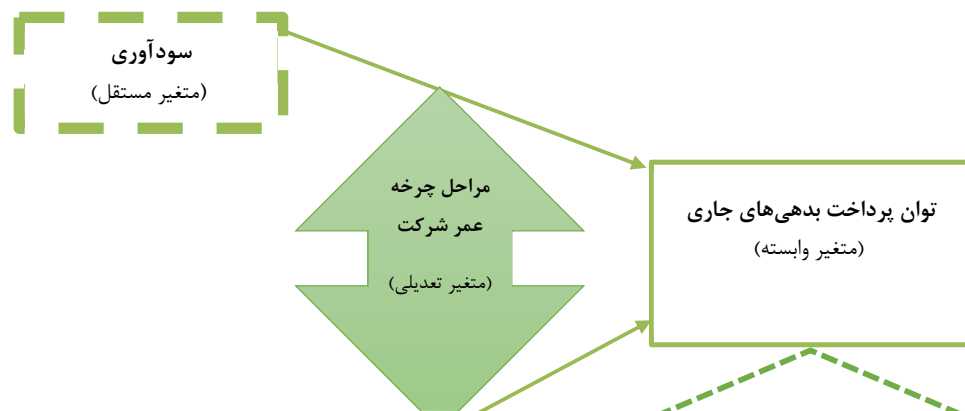 سودآوری
(متغیر مستقل)
مراحل چرخه
عمر شرکت
(متغیر تعدیلی)
توان پرداخت بدهی‌های جاری
(متغیر وابسته)